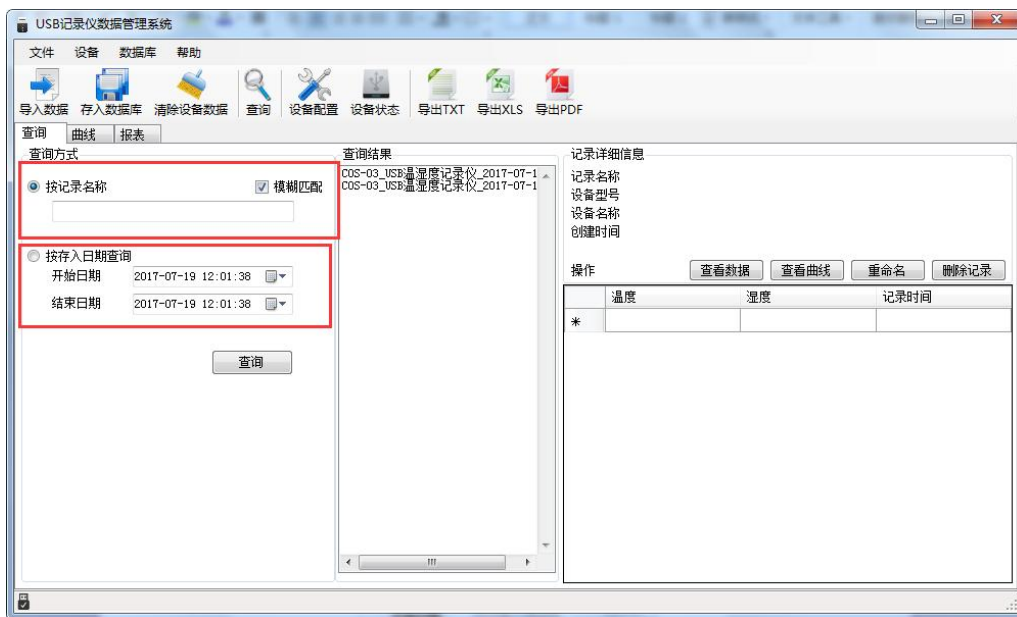 USB记录仪数据管理系统
文件 设备 数据库 帮助
导入数据 存入数据库 清除设备数据 查询 设备配置 设备状态 导出TXT 导出XLS 导出PDF
查询 曲线 报表
查询方式
按记录名称 模糊匹配
按存入日期查询
开始日期 2017-07-19 12:01:38
结束日期 2017-07-19 12:01:38
查询
查询结果
COS-03_USB温湿度记录仪_2017-07-1
COS-03_USB温湿度记录仪_2017-07-1
记录详细信息
记录名称
设备型号
设备名称
创建时间
操作 查看数据 查看曲线 重命名 删除记录
温度 湿度 记录时间